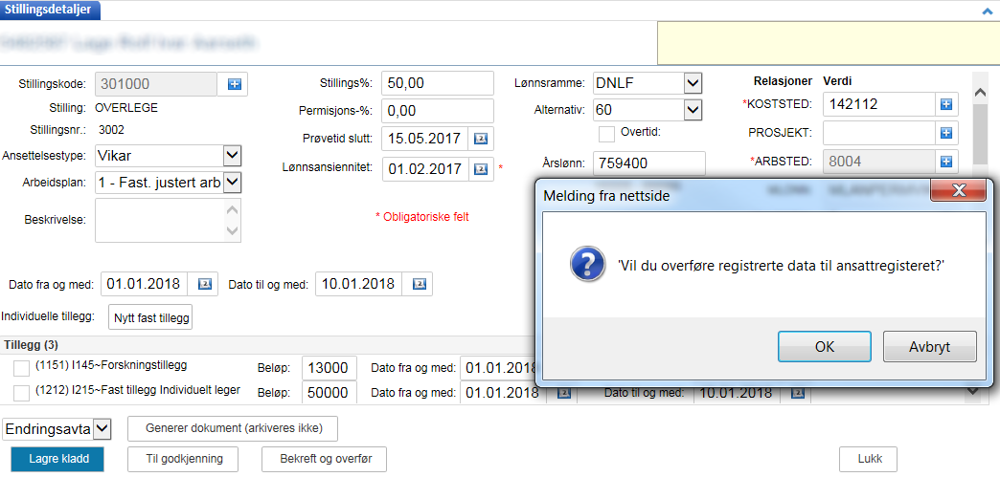 Stillingsdetaljer
Stillingskode: 301000 Stillings%: 50,00 Lønnsramme: DNLF Relasjoner Verdi
Stilling: OVERLEGE Permisjons-%: 0,00 Alternativ: 60 *KOSTSTED: 142112
Stillingsnr.: 3002 Prøvetid slutt: 15.05.2017 Overtid: PROSJEKT:
Ansettelsestype: Vikar Lønnsansiennitet: 01.02.2017 * Årslønn: 759400 *ARBSTED: 8004
Arbeidsplan: 1 - Fast. justert arb
Beskrivelse: * Obligatoriske felt
Melding fra nettside
'Vil du overføre registrerte data til ansattregisteret?'
OK Avbryt
Dato fra og med: 01.01.2018 Dato til og med: 10.01.2018
Individuelle tillegg: Nytt fast tillegg
Tillegg (3)
(1151) I145~Forskningstillegg Beløp: 13000 Dato fra og med: 01.01.2018
(1212) I215~Fast tillegg Individuelt leger Beløp: 50000 Dato fra og med: 01.01.2018 Dato til og med: 10.01.2018
Endringsavta Generer dokument (arkiveres ikke)
Lagre kladd Til godkjenning Bekreft og overfør Lukk